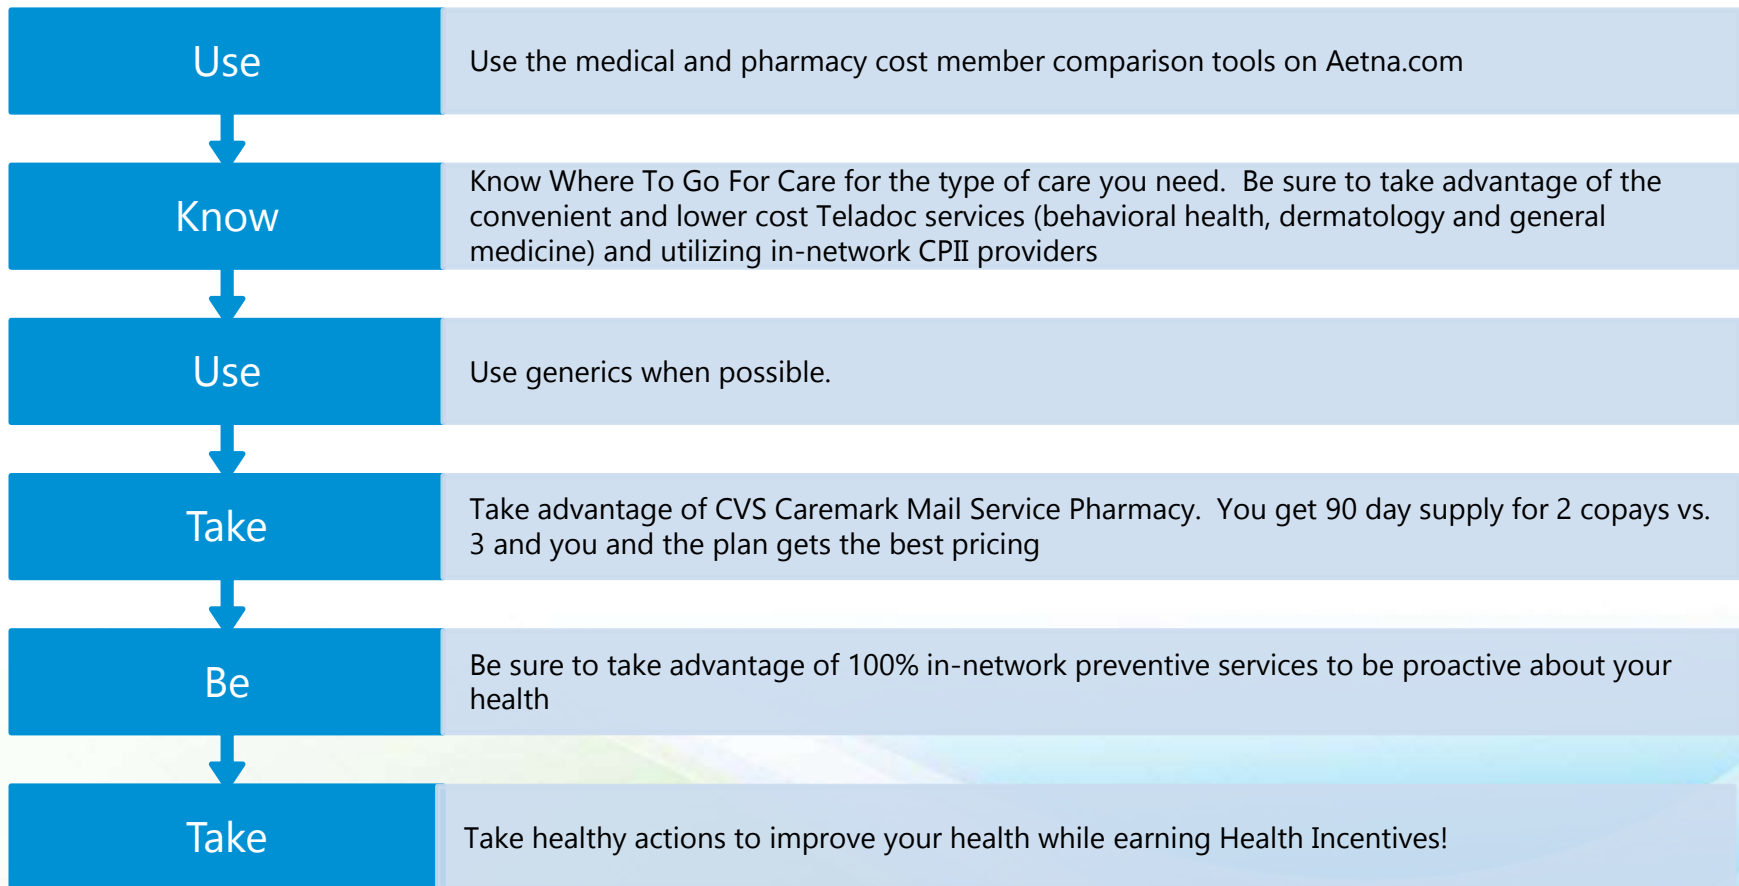 Use
Use the medical and pharmacy cost member comparison tools on Aetna.com
Know
Know Where To Go For Care for the type of care you need.  Be sure to take advantage of the
convenient and lower cost Teladoc services (behavioral health, dermatology and general
medicine) and utilizing in-network CPII providers
Use
Use generics when possible.
Take
Take advantage of CVS Caremark Mail Service Pharmacy.  You get 90 day supply for 2 copays vs.
3 and you and the plan gets the best pricing
Be
Be sure to take advantage of 100% in-network preventive services to be proactive about your
health
Take
Take healthy actions to improve your health while earning Health Incentives!